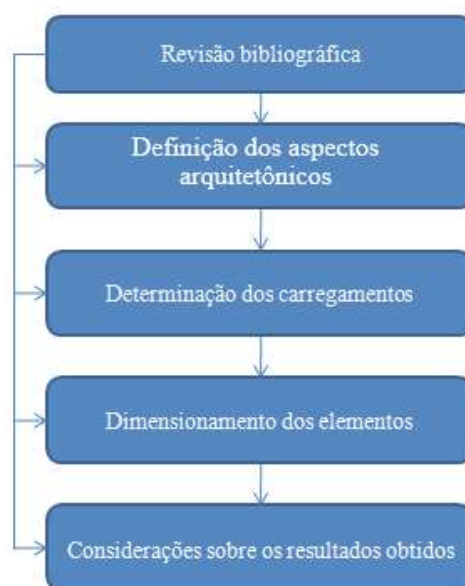 Revisão bibliográfica
Definição dos aspectos
arquitetônicos
Determinação dos carregamentos
Dimensionamento dos elementos
Considerações sobre os resultados obtidos